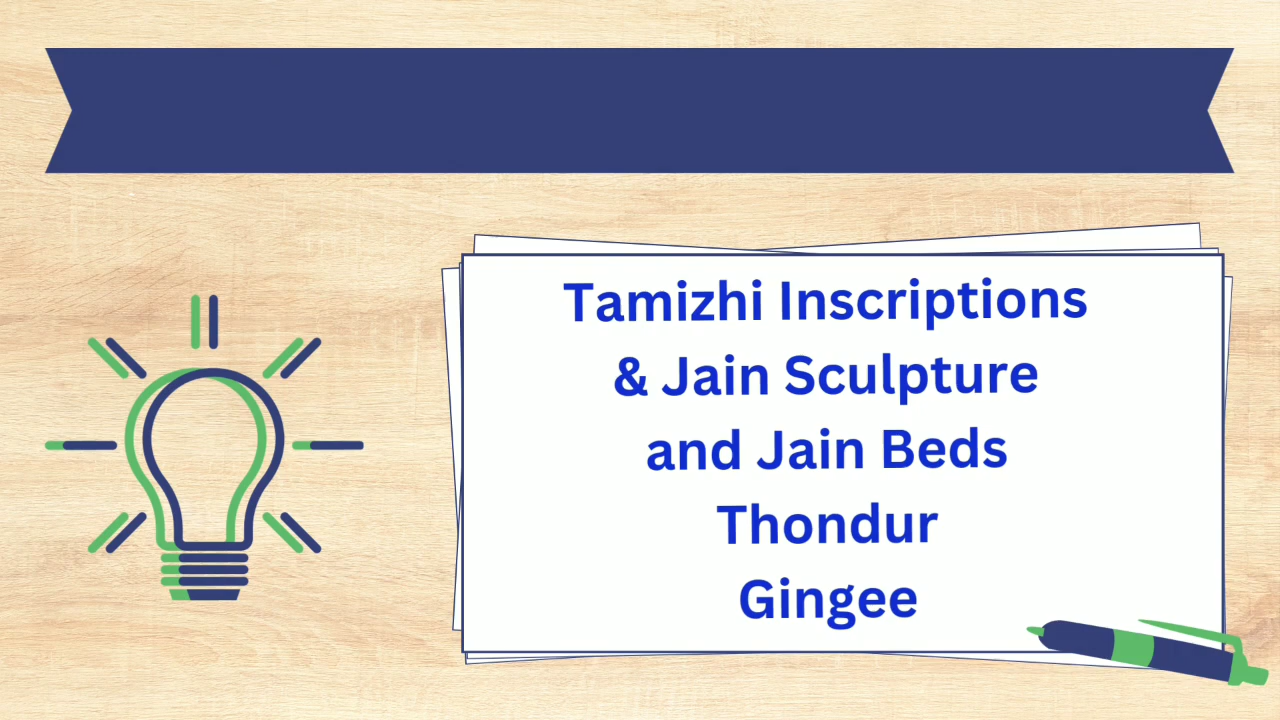 Tamizhi Inscriptions
& Jain Sculpture
and Jain Beds
Thondur
Gingee